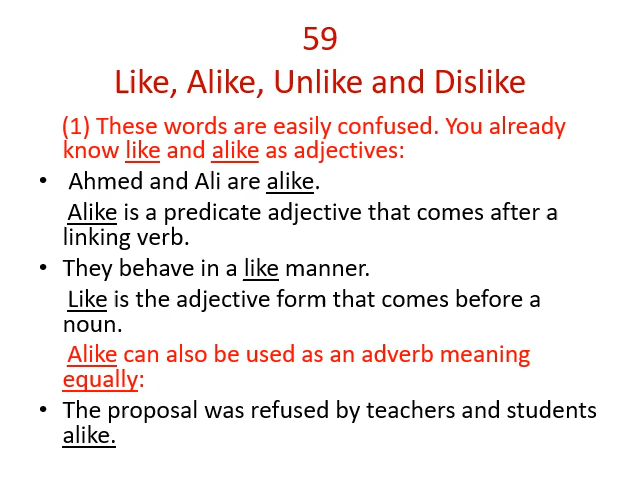 59
Like, Alike, Unlike and Dislike
(1) These words are easily confused. You already
know like and alike as adjectives:
• Ahmed and Ali are alike.
Alike is a predicate adjective that comes after a
linking verb.
• They behave in a like manner.
Like is the adjective form that comes before a
noun.
Alike can also be used as an adverb meaning
equally:
• The proposal was refused by teachers and students
alike.